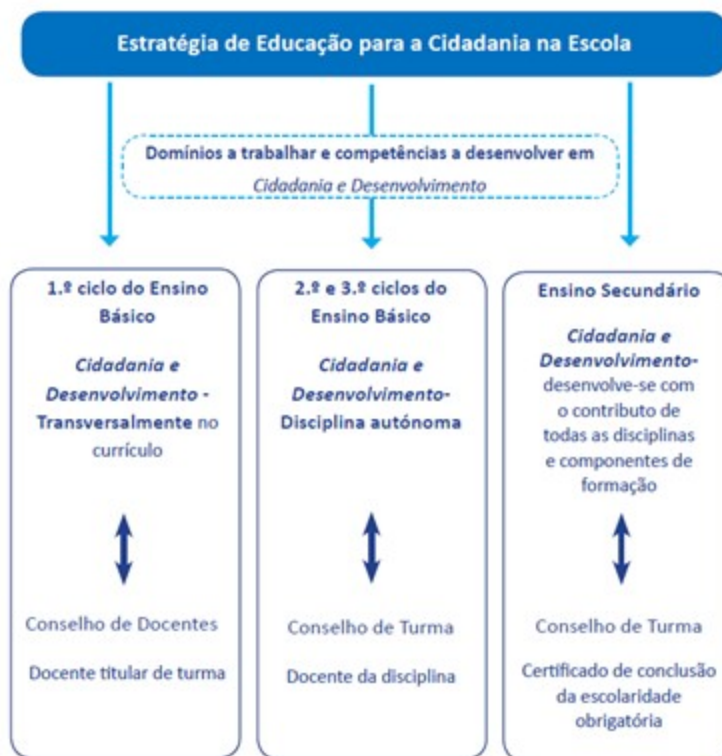 Estratégia de Educação para a Cidadania na Escola
Domínios a trabalhar e competências a desenvolver em
Cidadania e Desenvolvimento
1.º ciclo do Ensino
Básico
Cidadania e
Desenvolvimento -
Transversalmente no
currículo
Conselho de Docentes
Docente titular de turma
2.º e 3.º ciclos do
Ensino Básico
Cidadania e
Desenvolvimento-
Disciplina autónoma
Conselho de Turma
Docente da disciplina
Ensino Secundário
Cidadania e
Desenvolvimento-
desenvolve-se com
o contributo de
todas as disciplinas
e componentes de
formação
Conselho de Turma
Certificado de conclusão
da escolaridade
obrigatória